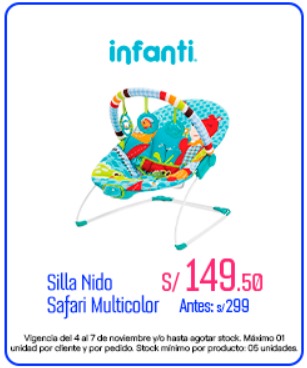 infanti.
Silla Nido S/ 149.50
Safari Multicolor Antes: s/299
Vigencia del 4 al 7 de noviembre y/o hasta agotar stock. Máximo 01
unidad por cliente y por pedido. Stock mínimo por producto: 05 unidades.